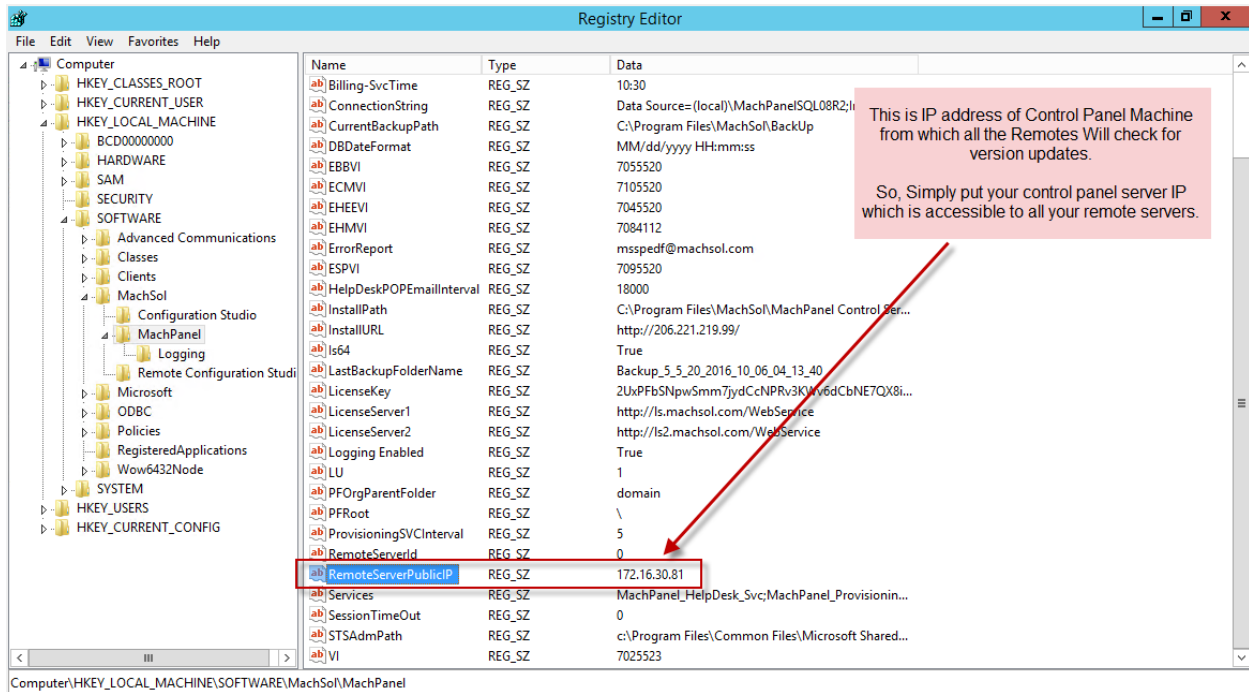 Registry Editor
File Edit View Favorites Help
Computer
HKEY_CLASSES_ROOT
HKEY_CURRENT_USER
HKEY_LOCAL_MACHINE
BCD00000000
HARDWARE
SAM
SECURITY
SOFTWARE
Advanced Communications
Classes
Clients
MachSol
Configuration Studio
MachPanel
Logging
Remote Configuration Studi
Microsoft
ODBC
Policies
RegisteredApplications
Wow6432Node
SYSTEM
HKEY_USERS
HKEY_CURRENT_CONFIG
Name Type Data
Billing-SvcTime REG_SZ 10:30
ConnectionString REG_SZ Data Source=(local)\MachPanelSQL08R2;I
CurrentBackupPath REG_SZ C:\Program Files\MachSol\BackUp
DBDateFormat REG_SZ MM/dd/yyyy HH:mm:ss
EBBVI REG_SZ 7055520
ECMVI REG_SZ 7105520
EHEEVI REG_SZ 7045520
EHMVI REG_SZ 7084112
ErrorReport REG_SZ msspedf@machsol.com
ESPVI REG_SZ 7095520
HelpDeskPOPEmailInterval REG_SZ 18000
InstallPath REG_SZ C:\Program Files\MachSol\MachPanel Control Ser...
InstallURL REG_SZ http://206.221.219.99/
Is64 REG_SZ True
LastBackupFolderName REG_SZ Backup_5_5_20_2016_10_06_04_13_40
LicenseKey REG_SZ
LicenseServer1 REG_SZ http://ls.machsol.com/WebService
LicenseServer2 REG_SZ http://ls2.machsol.com/WebService
Logging Enabled REG_SZ True
LU REG_SZ 1
PFOrgParentFolder REG_SZ domain
PFRoot REG_SZ \
ProvisioningSVCInterval REG_SZ 5
RemoteServerId REG_SZ 0
RemoteServerPublicIP REG_SZ 172.16.30.81
Services REG_SZ MachPanel_HelpDesk_Svc;MachPanel_Provisionin...
SessionTimeOut REG_SZ 0
STSAdmPath REG_SZ c:\Program Files\Common Files\Microsoft Shared...
VI REG_SZ 7025523
This is IP address of Control Panel Machine
from which all the Remotes Will check for
version updates.
So, Simply put your control panel server IP
which is accessible to all your remote servers.
Computer\HKEY_LOCAL_MACHINE\SOFTWARE\MachSol\MachPanel